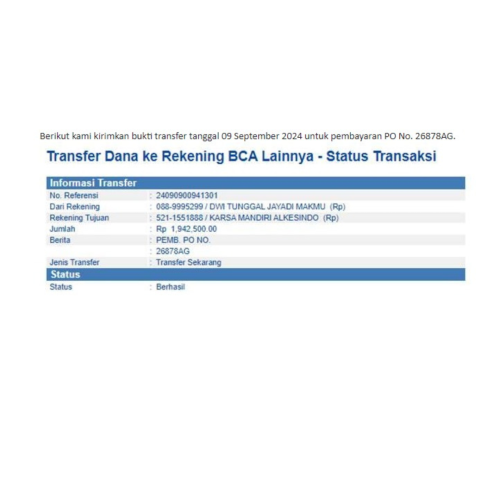 Berikut kami kirimkan bukti transfer tanggal 09 September 2024 untuk pembayaran PO No. 26878AG.
Transfer Dana ke Rekening BCA Lainnya - Status Transaksi
Informasi Transfer
No. Referensi : 24090900941301
Dari Rekening : 088-9995299 / DWI TUNGGAL JAYADI MAKMU (Rp)
Rekening Tujuan : 521-1551888 / KARSA MANDIRI ALKESINDO (Rp)
Jumlah : Rp 1,942,500.00
Berita : PEMB. PO NO.
: 26878AG
Jenis Transfer : Transfer Sekarang
Status
Status : Berhasil